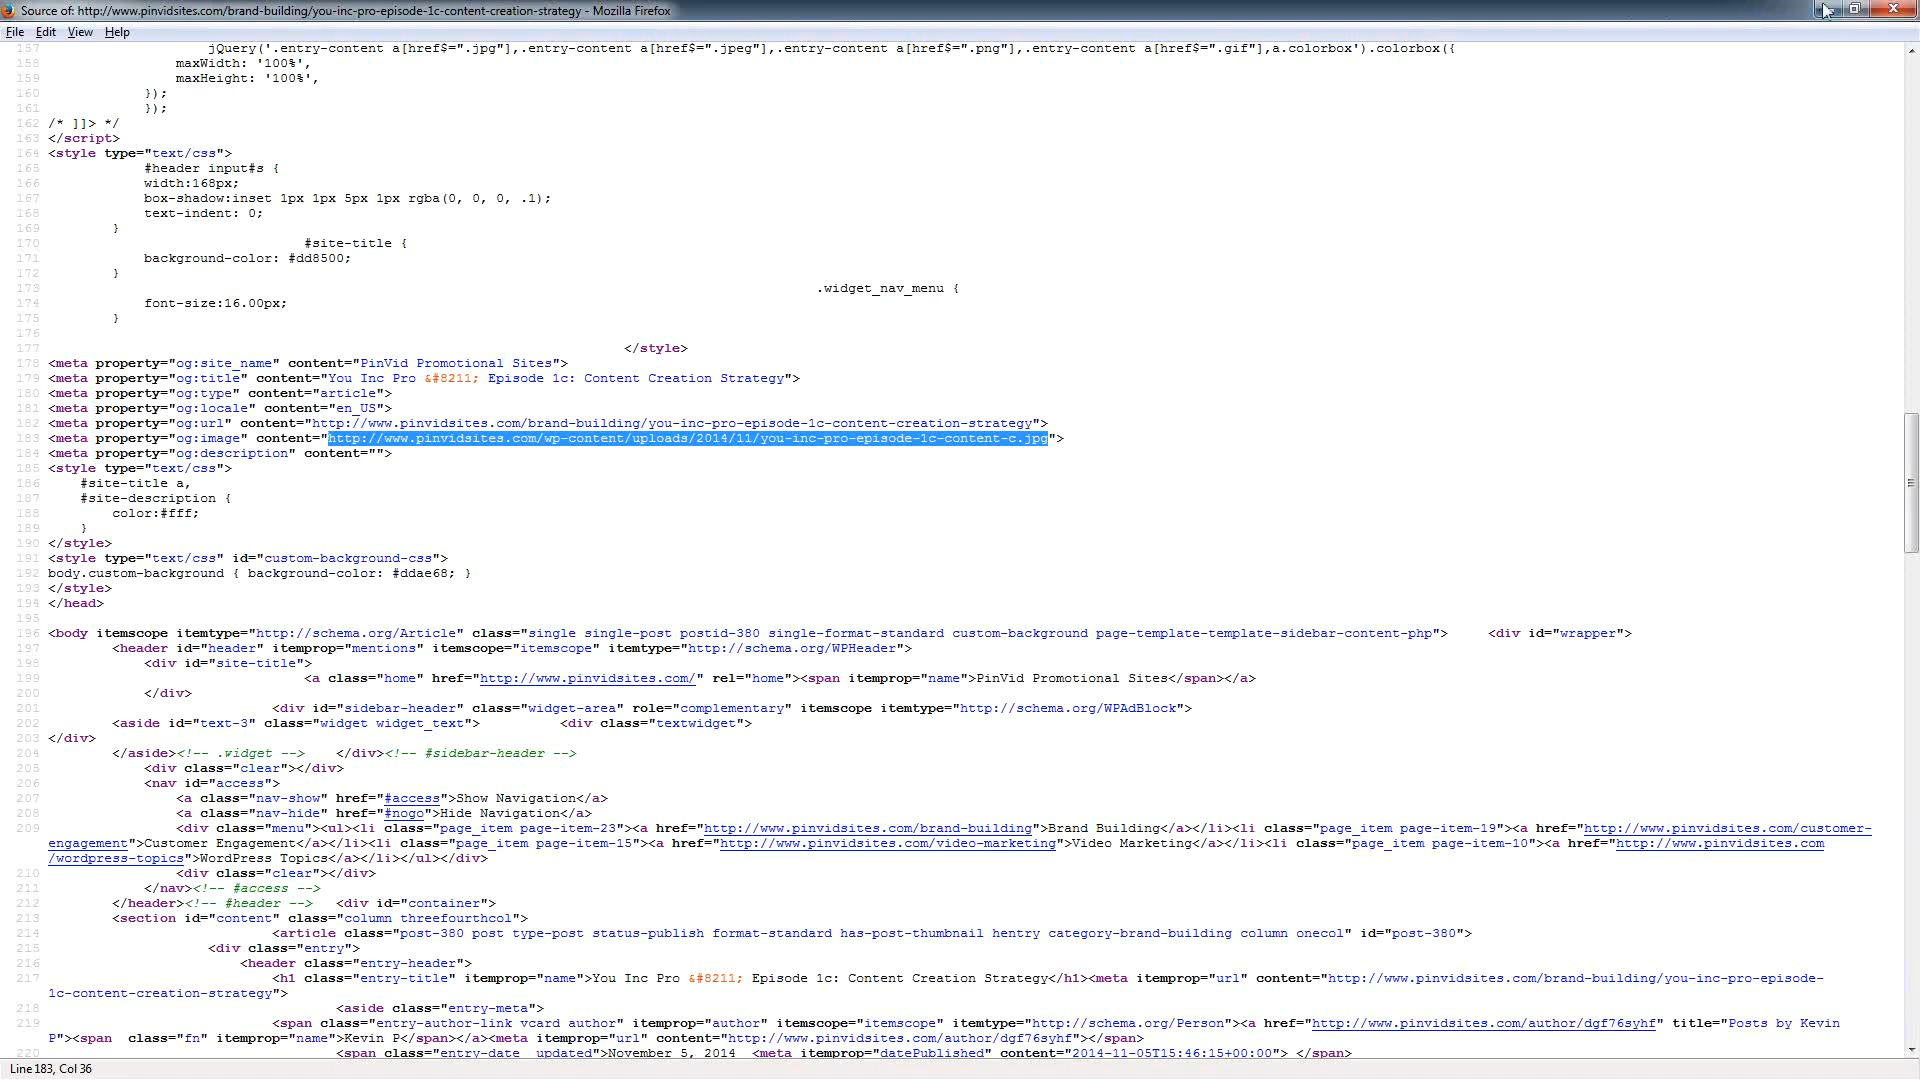 Source of: http://www.pinvidsites.com/brand-building/you-inc-pro-episode-1c-content-creation-strategy - Mozilla Firefox
File Edit View Help
157 jQuery('.entry-content a[href$=".jpg"],.entry-content a[href$=".jpeg"],.entry-content a[href$=".png"],.entry-content a[href$=".gif"],a.colorbox').colorbox({
158 maxWidth: '100%',
159 maxHeight: '100%',
160 });
161 });
162 /* ]]> */
163 </script>
164 <style type="text/css">
165 #header input#s {
166 width:168px;
167 box-shadow:inset 1px 1px 5px 1px rgba(0, 0, 0, .1);
168 text-indent: 0;
169 }
170 #site-title {
171 background-color: #dd8500;
172 }
173 .widget_nav_menu {
174 font-size:16.00px;
175 }
176
177 </style>
178 <meta property="og:site_name" content="PinVid Promotional Sites">
179 <meta property="og:title" content="You Inc Pro &#8211; Episode 1c: Content Creation Strategy">
180 <meta property="og:type" content="article">
181 <meta property="og:locale" content="en_US">
182 <meta property="og:url" content="http://www.pinvidsites.com/brand-building/you-inc-pro-episode-1c-content-creation-strategy">
183 <meta property="og:image" content="http://www.pinvidsites.com/wp-content/uploads/2014/11/you-inc-pro-episode-1c-content-c.jpg">
184 <meta property="og:description" content="">
185 <style type="text/css">
186 #site-title a,
187 #site-description {
188 color:#fff;
189 }
190 </style>
191 <style type="text/css" id="custom-background-css">
192 body.custom-background { background-color: #ddae68; }
193 </style>
194 </head>
195
196 <body itemscope itemtype="http://schema.org/Article" class="single single-post postid-380 single-format-standard custom-background page-template-template-sidebar-content-php"> <div id="wrapper">
197 <header id="header" itemprop="mentions" itemscope="itemscope" itemtype="http://schema.org/WPHeader">
198 <div id="site-title">
199 <a class="home" href="http://www.pinvidsites.com/" rel="home"><span itemprop="name">PinVid Promotional Sites</span></a>
200 </div>
201 <div id="sidebar-header" class="widget-area" role="complementary" itemscope itemtype="http://schema.org/WPAdBlock">
202 <aside id="text-3" class="widget widget_text"> <div class="textwidget">
203 </div>
204 </aside><!-- .widget --> </div><!-- #sidebar-header -->
205 <div class="clear"></div>
206 <nav id="access">
207 <a class="nav-show" href="#access">Show Navigation</a>
208 <a class="nav-hide" href="#nogo">Hide Navigation</a>
209 <div class="menu"><ul><li class="page_item page-item-23"><a href="http://www.pinvidsites.com/brand-building">Brand Building</a></li><li class="page_item page-item-19"><a href="http://www.pinvidsites.com/customer-
engagement">Customer Engagement</a></li><li class="page_item page-item-15"><a href="http://www.pinvidsites.com/video-marketing">Video Marketing</a></li><li class="page_item page-item-10"><a href="http://www.pinvidsites.com
/wordpress-topics">WordPress Topics</a></li></ul></div>
210 <div class="clear"></div>
211 </nav><!-- #access -->
212 </header><!-- #header --> <div id="container">
213 <section id="content" class="column threefourthcol">
214 <article class="post-380 post type-post status-publish format-standard has-post-thumbnail hentry category-brand-building column onecol" id="post-380">
215 <div class="entry">
216 <header class="entry-header">
217 <h1 class="entry-title" itemprop="name">You Inc Pro &#8211; Episode 1c: Content Creation Strategy</h1><meta itemprop="url" content="http://www.pinvidsites.com/brand-building/you-inc-pro-episode-
1c-content-creation-strategy">
218 <aside class="entry-meta">
219 <span class="entry-author-link vcard author" itemprop="author" itemscope="itemscope" itemtype="http://schema.org/Person"><a href="http://www.pinvidsites.com/author/dgf76syhf" title="Posts by Kevin
P"><span class="fn" itemprop="name">Kevin P</span></a><meta itemprop="url" content="http://www.pinvidsites.com/author/dgf76syhf"></span>
220 <span class="entry-date updated">November 5, 2014 <meta itemprop="datePublished" content="2014-11-05T15:46:15+00:00"> </span>
Line 183, Col 36